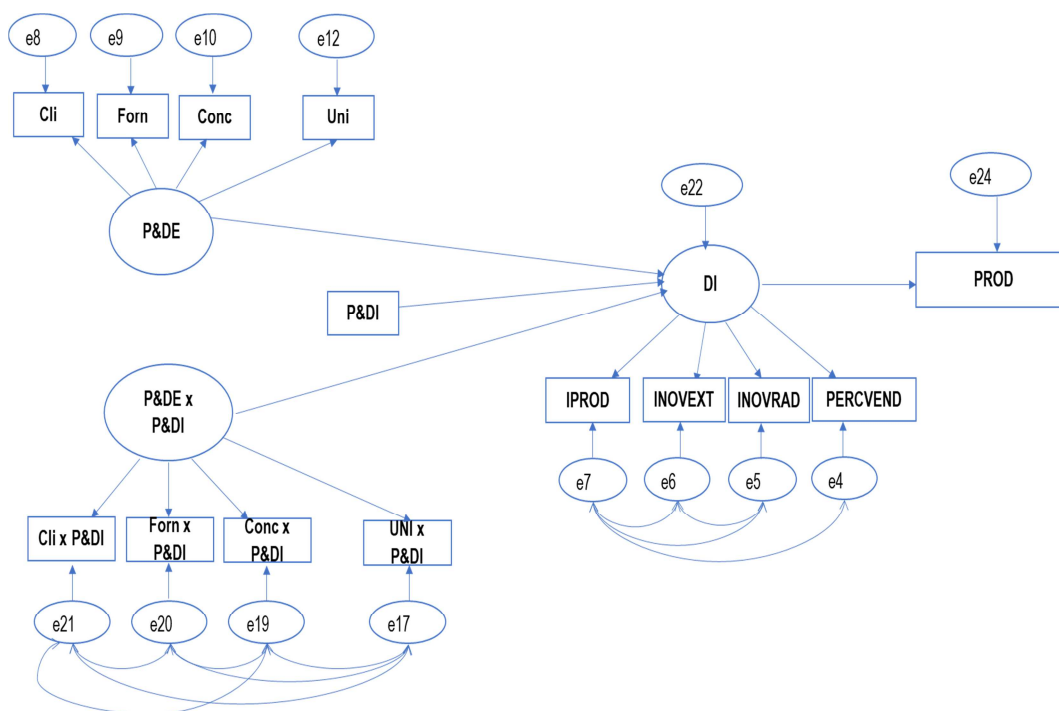 e8
e9
e10
e12
Cli
Forn
Conc
Uni
P&DE
e22
e24
DI
PROD
P&DI
P&DE x
P&DI
IPROD
INOVEXT
INOVRAD
PERCVEND
e7
e6
e5
e4
Cli x P&DI
Forn x
P&DI
Conc x
P&DI
UNI x
P&DI
e21
e20
e19
e17